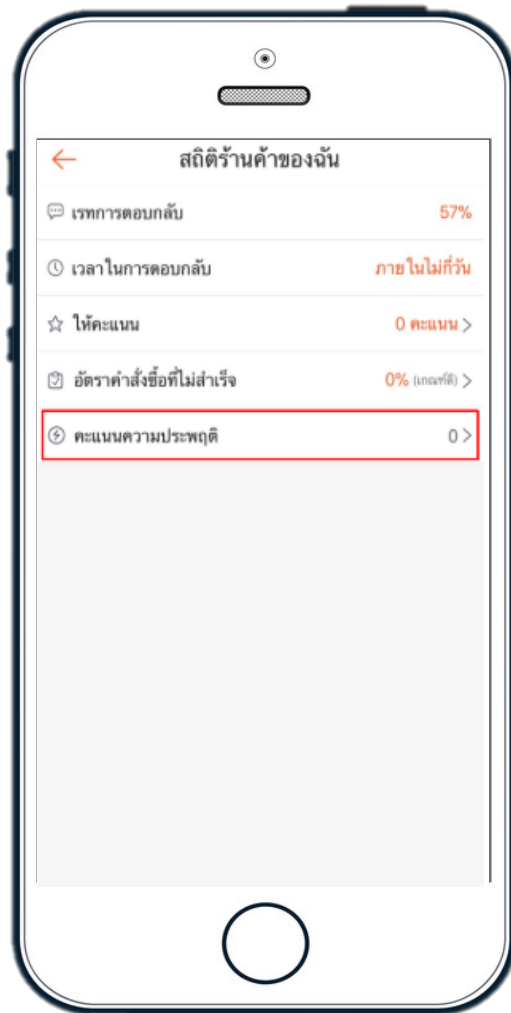 สถิติร้านค้าของฉัน
เรทการตอบกลับ 57%
เวลาในการตอบกลับ ภายในไม่กี่วัน
ให้คะแนน 0 คะแนน >
อัตราคำสั่งซื้อที่ไม่สำเร็จ 0% (เกณฑ์ดี) >
คะแนนความประพฤติ 0 >